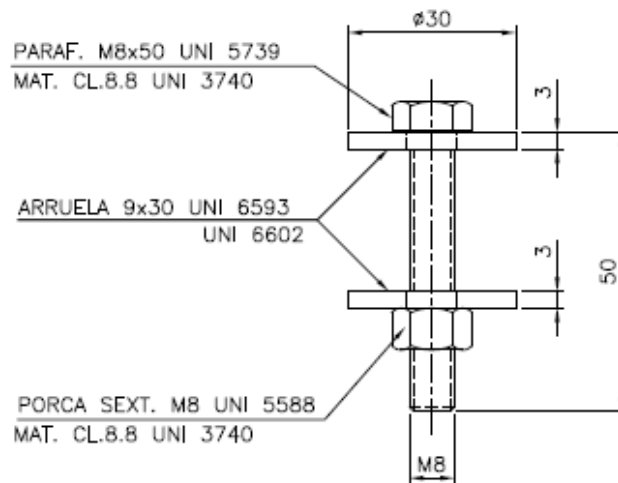 ø30
PARAF. M8x50 UNI 5739
MAT. CL.8.8 UNI 3740
3
ARRUELA 9x30 UNI 6593
UNI 6602
3
50
PORCA SEXT. M8 UNI 5588
MAT. CL.8.8 UNI 3740
M8